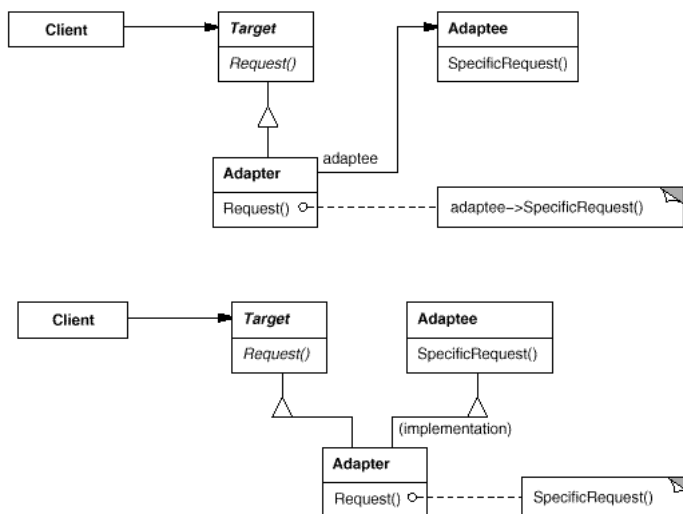 Client
Target
Request()
Adaptee
SpecificRequest()
adaptee
Adapter
Request()
adaptee->SpecificRequest()
Client
Target
Request()
Adaptee
SpecificRequest()
(implementation)
Adapter
Request()
SpecificRequest()